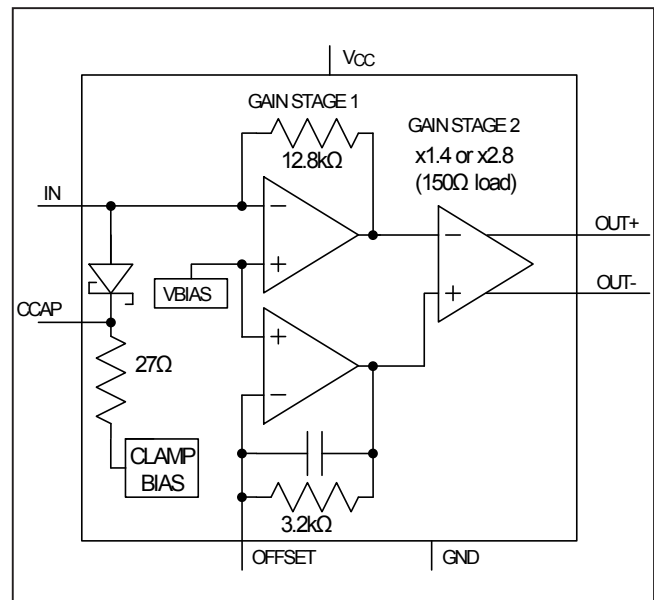 VCC
GAIN STAGE 1
12.8kΩ
GAIN STAGE 2
x1.4 or x2.8
(150Ω load)
IN
OUT+
VBIAS
OUT-
CCAP
27Ω
CLAMP
BIAS
3.2kΩ
OFFSET
GND
−
+
+
−
−
+